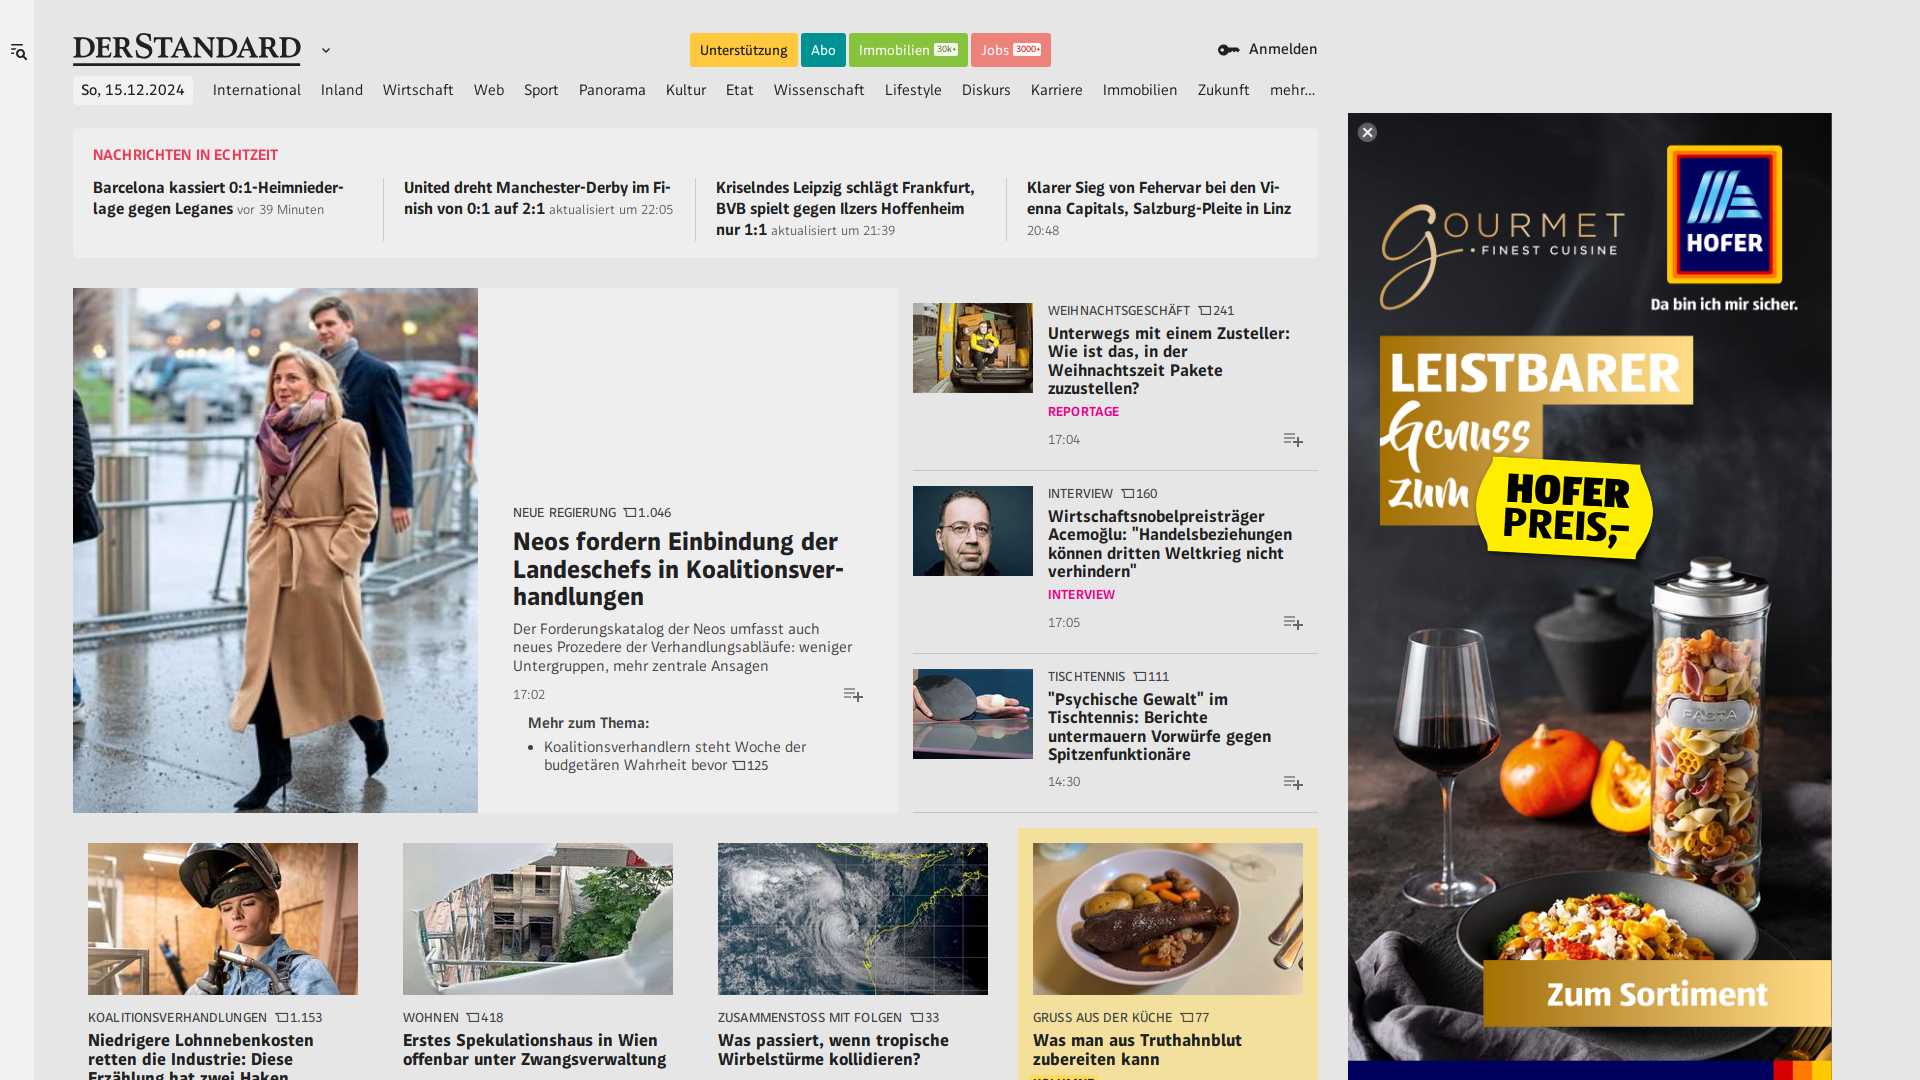 DERSTANDARD
Unterstützung
Abo
Immobilien 30k+
Jobs 3000+
Anmelden
So, 15.12.2024
International
Inland
Wirtschaft
Web
Sport
Panorama
Kultur
Etat
Wissenschaft
Lifestyle
Diskurs
Karriere
Immobilien
Zukunft
mehr...
NACHRICHTEN IN ECHTZEIT
Barcelona kassiert 0:1-Heimnieder-
lage gegen Leganes vor 39 Minuten
United dreht Manchester-Derby im Fi-
nish von 0:1 auf 2:1 aktualisiert um 22:05
Kriselndes Leipzig schlägt Frankfurt,
BVB spielt gegen Ilzers Hoffenheim
nur 1:1 aktualisiert um 21:39
Klarer Sieg von Fehervar bei den Vi-
enna Capitals, Salzburg-Pleite in Linz
20:48
NEUE REGIERUNG 1.046
Neos fordern Einbindung der
Landeschefs in Koalitionsver-
handlungen
Der Forderungskatalog der Neos umfasst auch
neues Prozedere der Verhandlungsabläufe: weniger
Untergruppen, mehr zentrale Ansagen
17:02
Mehr zum Thema:
• Koalitionsverhandlern steht Woche der
budgetären Wahrheit bevor 125
WEIHNACHTSGESCHÄFT 241
Unterwegs mit einem Zusteller:
Wie ist das, in der
Weihnachtszeit Pakete
zuzustellen?
REPORTAGE
17:04
INTERVIEW 160
Wirtschaftsnobelpreisträger
Acemoğlu: "Handelsbeziehungen
können dritten Weltkrieg nicht
verhindern"
INTERVIEW
17:05
TISCHTENNIS 111
"Psychische Gewalt" im
Tischtennis: Berichte
untermauern Vorwürfe gegen
Spitzenfunktionäre
14:30
KOALITIONSVERHANDLUNGEN 1.153
Niedrigere Lohnnebenkosten
retten die Industrie: Diese
Erzählung hat zwei Haken
WOHNEN 418
Erstes Spekulationshaus in Wien
offenbar unter Zwangsverwaltung
ZUSAMMENSTOSS MIT FOLGEN 33
Was passiert, wenn tropische
Wirbelstürme kollidieren?
GRUSS AUS DER KÜCHE 77
Was man aus Truthahnblut
zubereiten kann
KOLUMNE
GOURMET
FINEST CUISINE
HOFER
Da bin ich mir sicher.
LEISTBARER
Genuss
zum
HOFER
PREIS,-
PASTA
Zum Sortiment